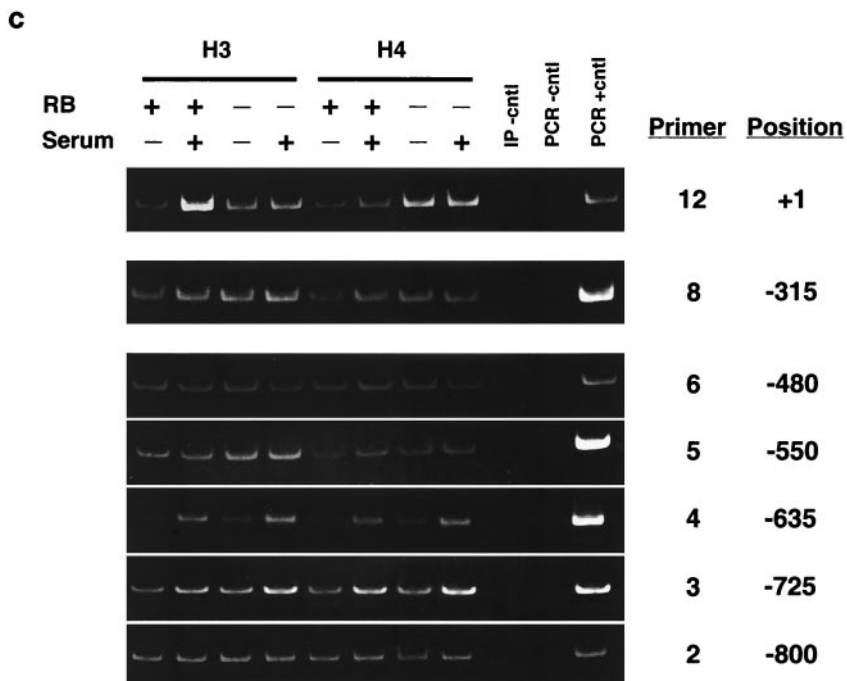 c
H3 H4
IP -cntl
PCR -cntl
PCR +cntl
RB + + — — + + — —
Serum — + — + — + — +
Primer Position
12 +1
8 -315
6 -480
5 -550
4 -635
3 -725
2 -800